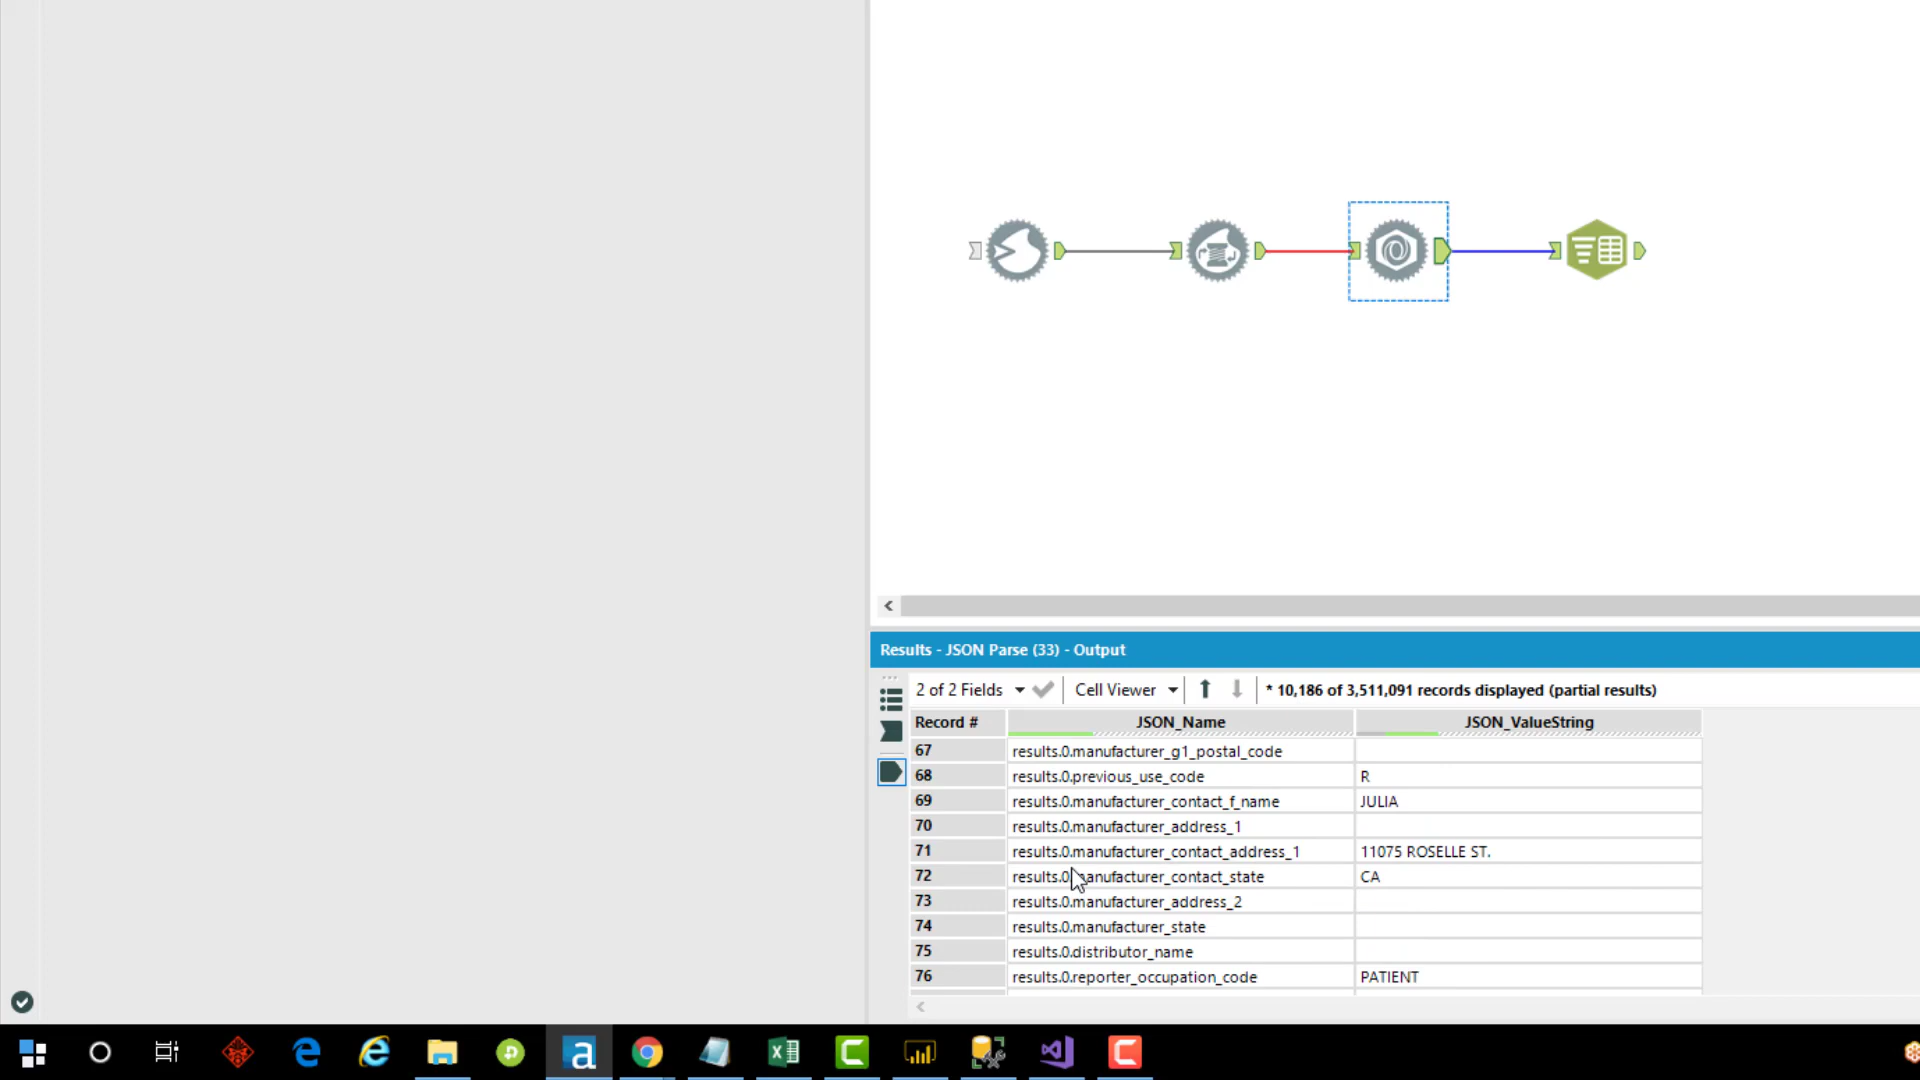 Results - JSON Parse (33) - Output
2 of 2 Fields Cell Viewer * 10,186 of 3,511,091 records displayed (partial results)
Record # JSON_Name JSON_ValueString
67 results.0.manufacturer_g1_postal_code
68 results.0.previous_use_code R
69 results.0.manufacturer_contact_f_name JULIA
70 results.0.manufacturer_address_1
71 results.0.manufacturer_contact_address_1 11075 ROSELLE ST.
72 results.0.manufacturer_contact_state CA
73 results.0.manufacturer_address_2
74 results.0.manufacturer_state
75 results.0.distributor_name
76 results.0.reporter_occupation_code PATIENT